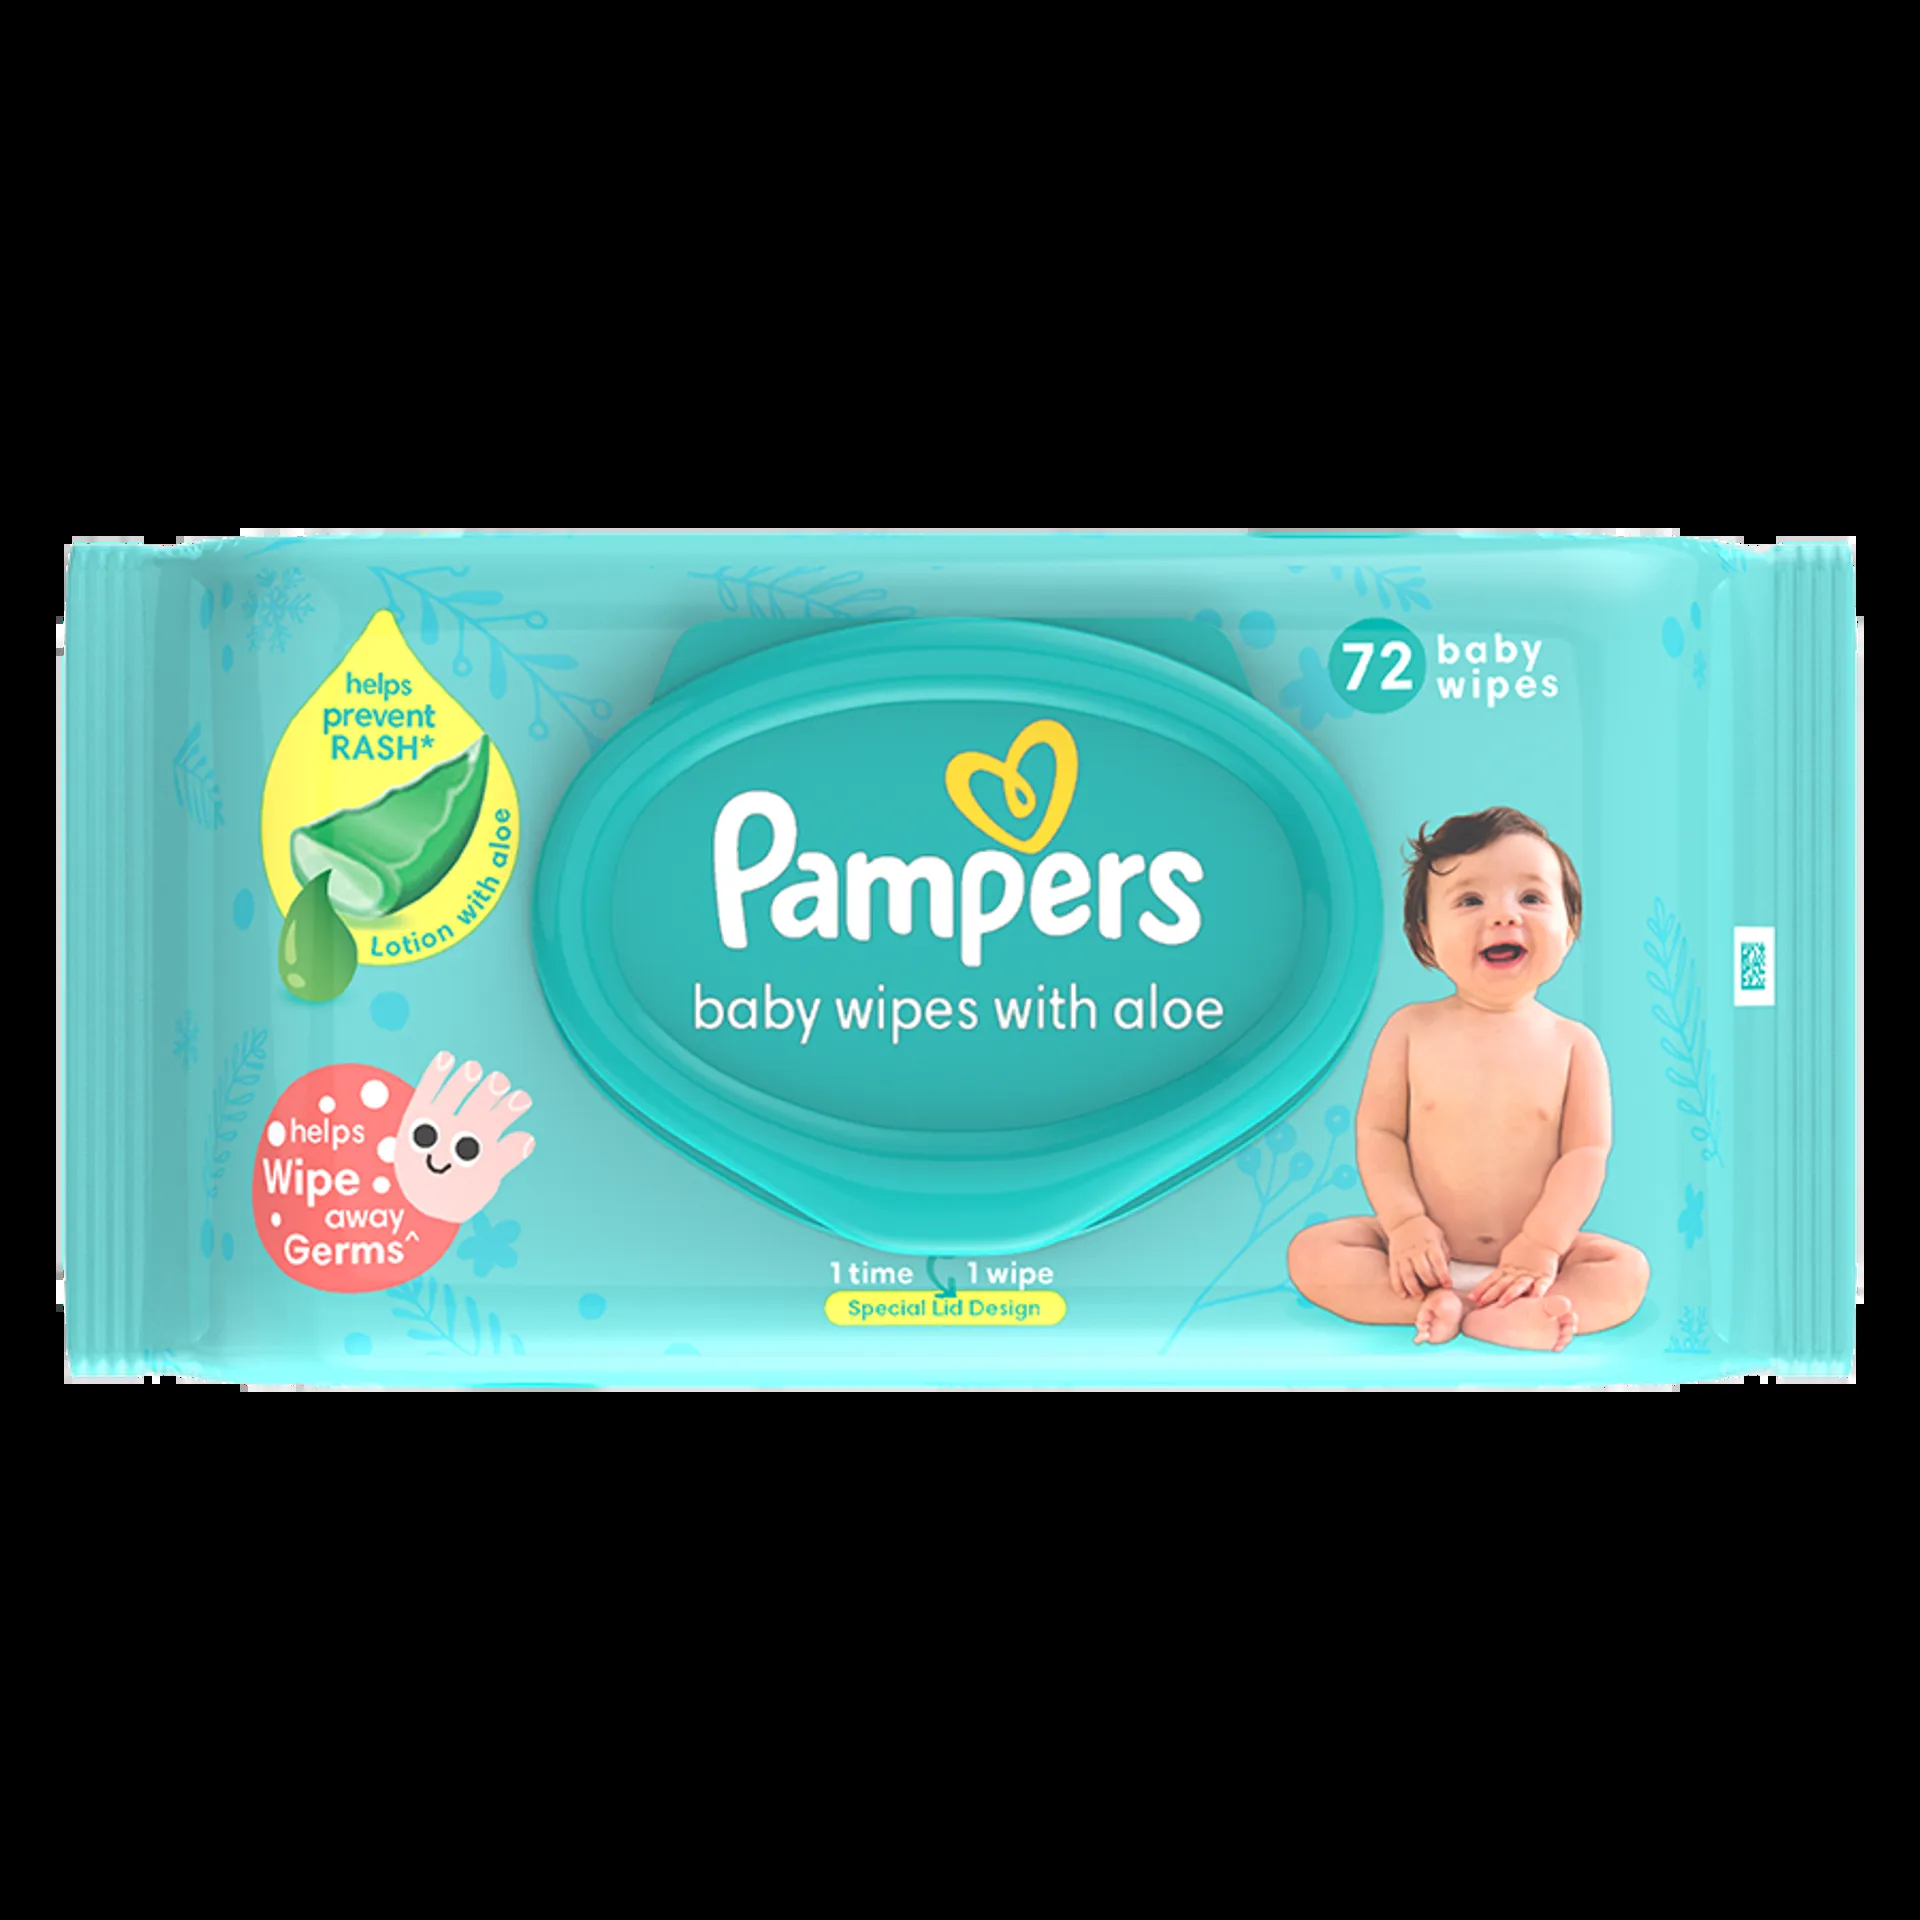 helps
prevent
RASH*
Lotion with aloe
helps
Wipe
away
Germs^
Pampers
baby wipes with aloe
1 time 1 wipe
Special Lid Design
72 baby
wipes